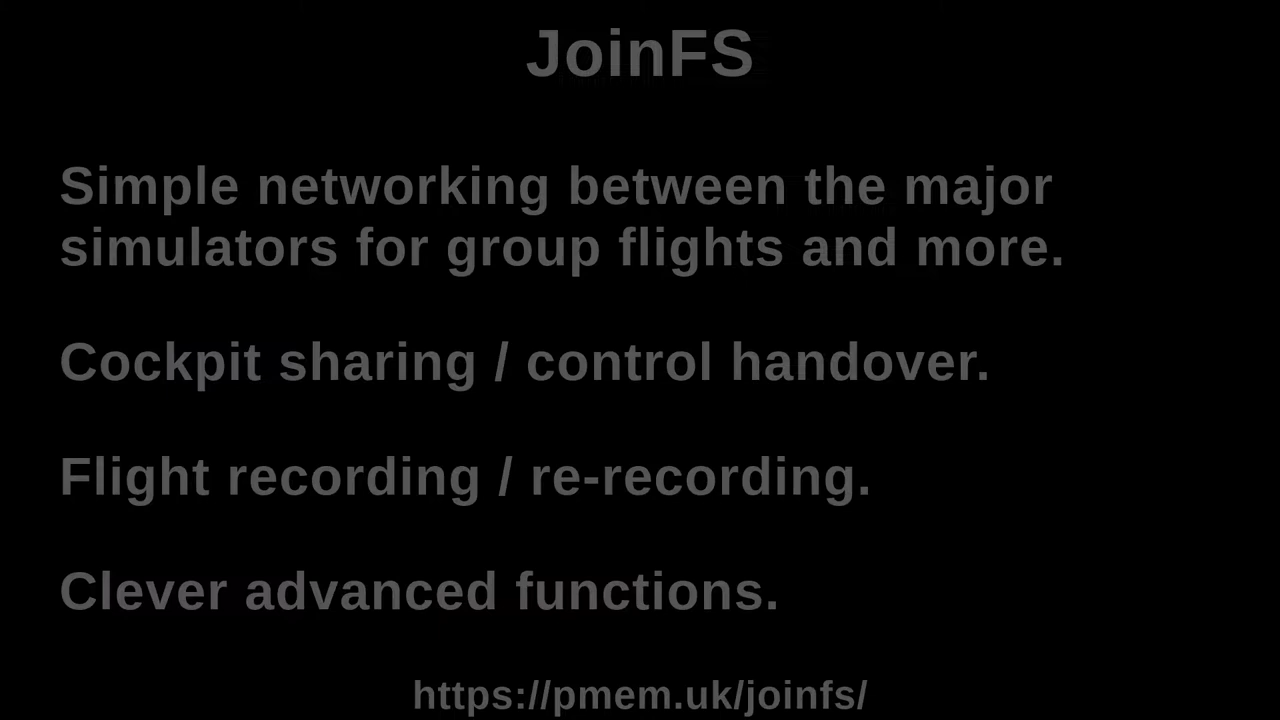 JoinFS
Simple networking between the major
simulators for group flights and more.
Cockpit sharing / control handover.
Flight recording / re-recording.
Clever advanced functions.
https://pmem.uk/joinfs/